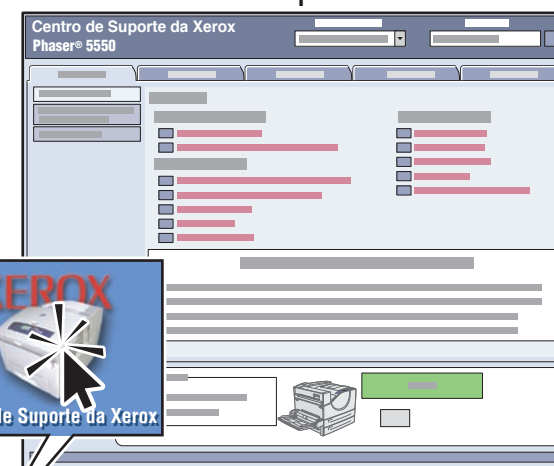 Centro de Suporte da Xerox
Phaser® 5550
XEROX
de Suporte da Xerox